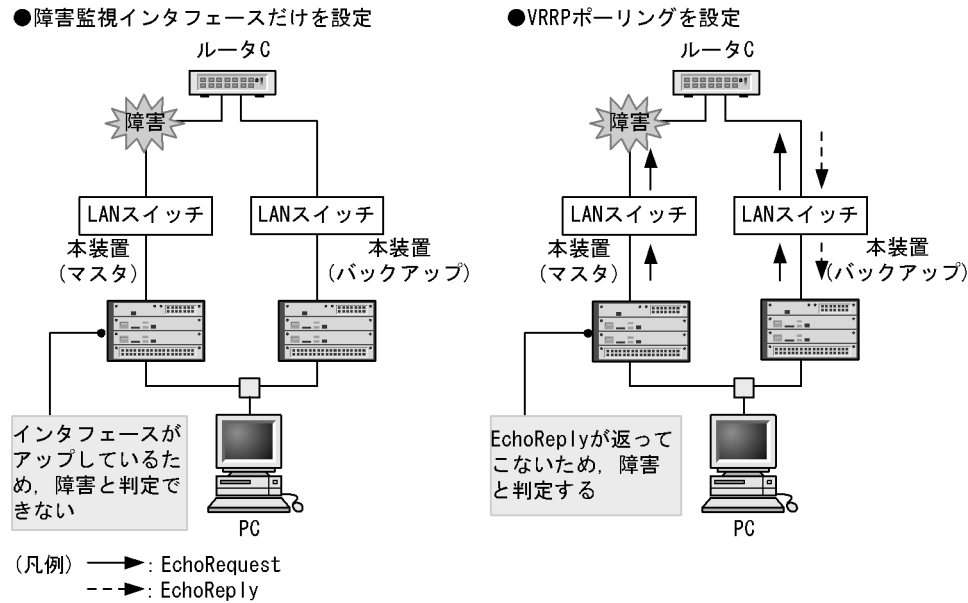 ●障害監視インタフェースだけを設定
ルータC
障害
LANスイッチ
LANスイッチ
本装置
(マスタ)
本装置
(バックアップ)
インタフェースが
アップしているた
め，障害と判定で
きない
PC
●VRRPポーリングを設定
ルータC
障害
LANスイッチ
LANスイッチ
本装置
(マスタ)
本装置
(バックアップ)
EchoReplyが返って
こないため，障害
と判定する
PC
(凡例) : EchoRequest
: EchoReply